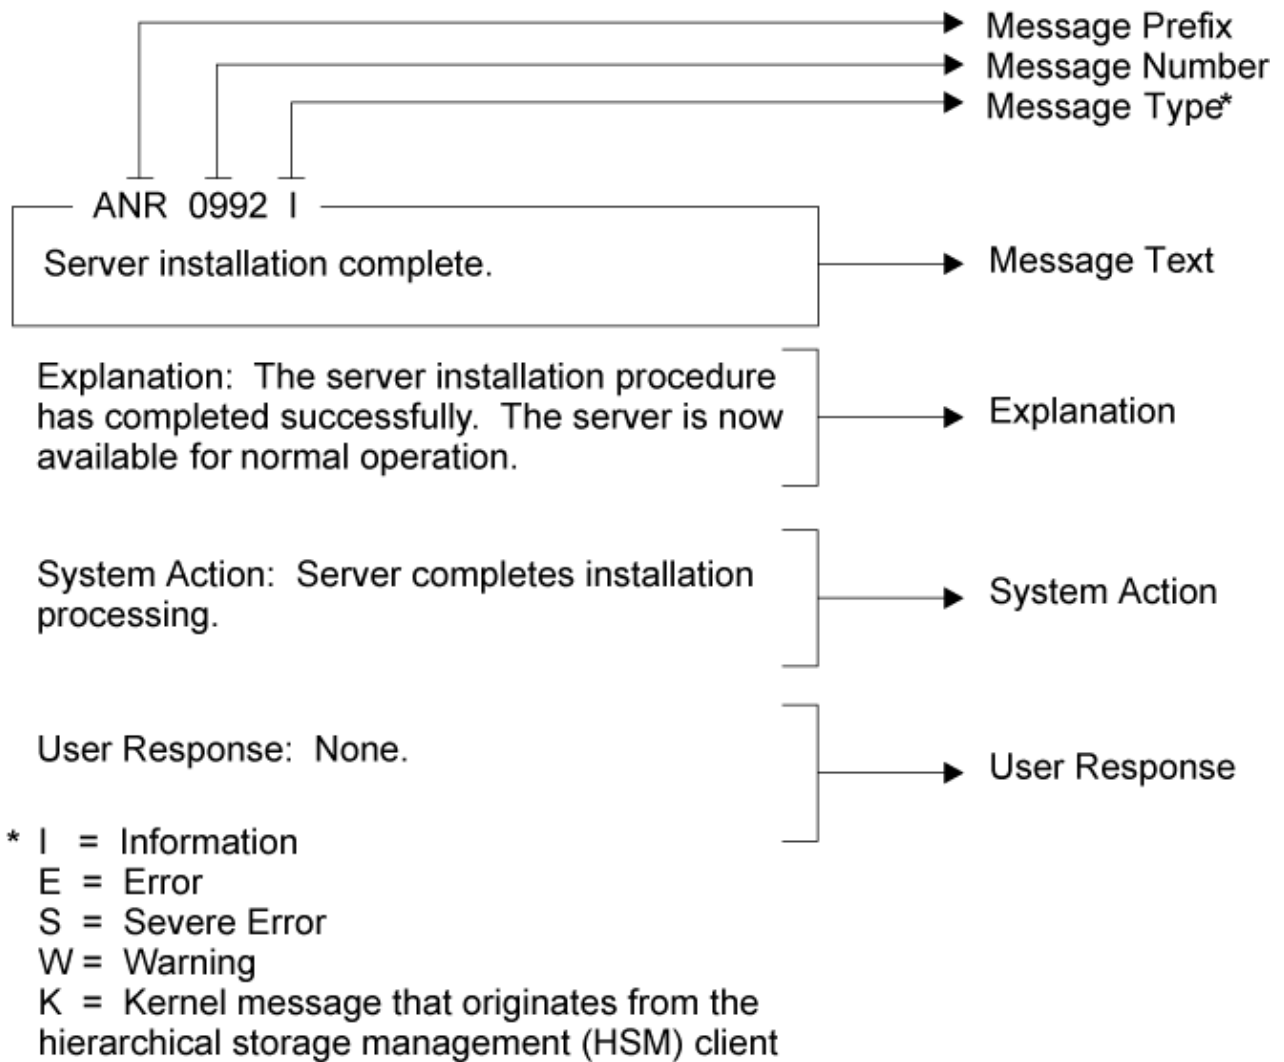 Message Prefix
Message Number
Message Type*
ANR 0992 I
Server installation complete.
Message Text
Explanation: The server installation procedure
has completed successfully. The server is now
available for normal operation.
Explanation
System Action: Server completes installation
processing.
System Action
User Response: None.
User Response
* I = Information
E = Error
S = Severe Error
W = Warning
K = Kernel message that originates from the
hierarchical storage management (HSM) client